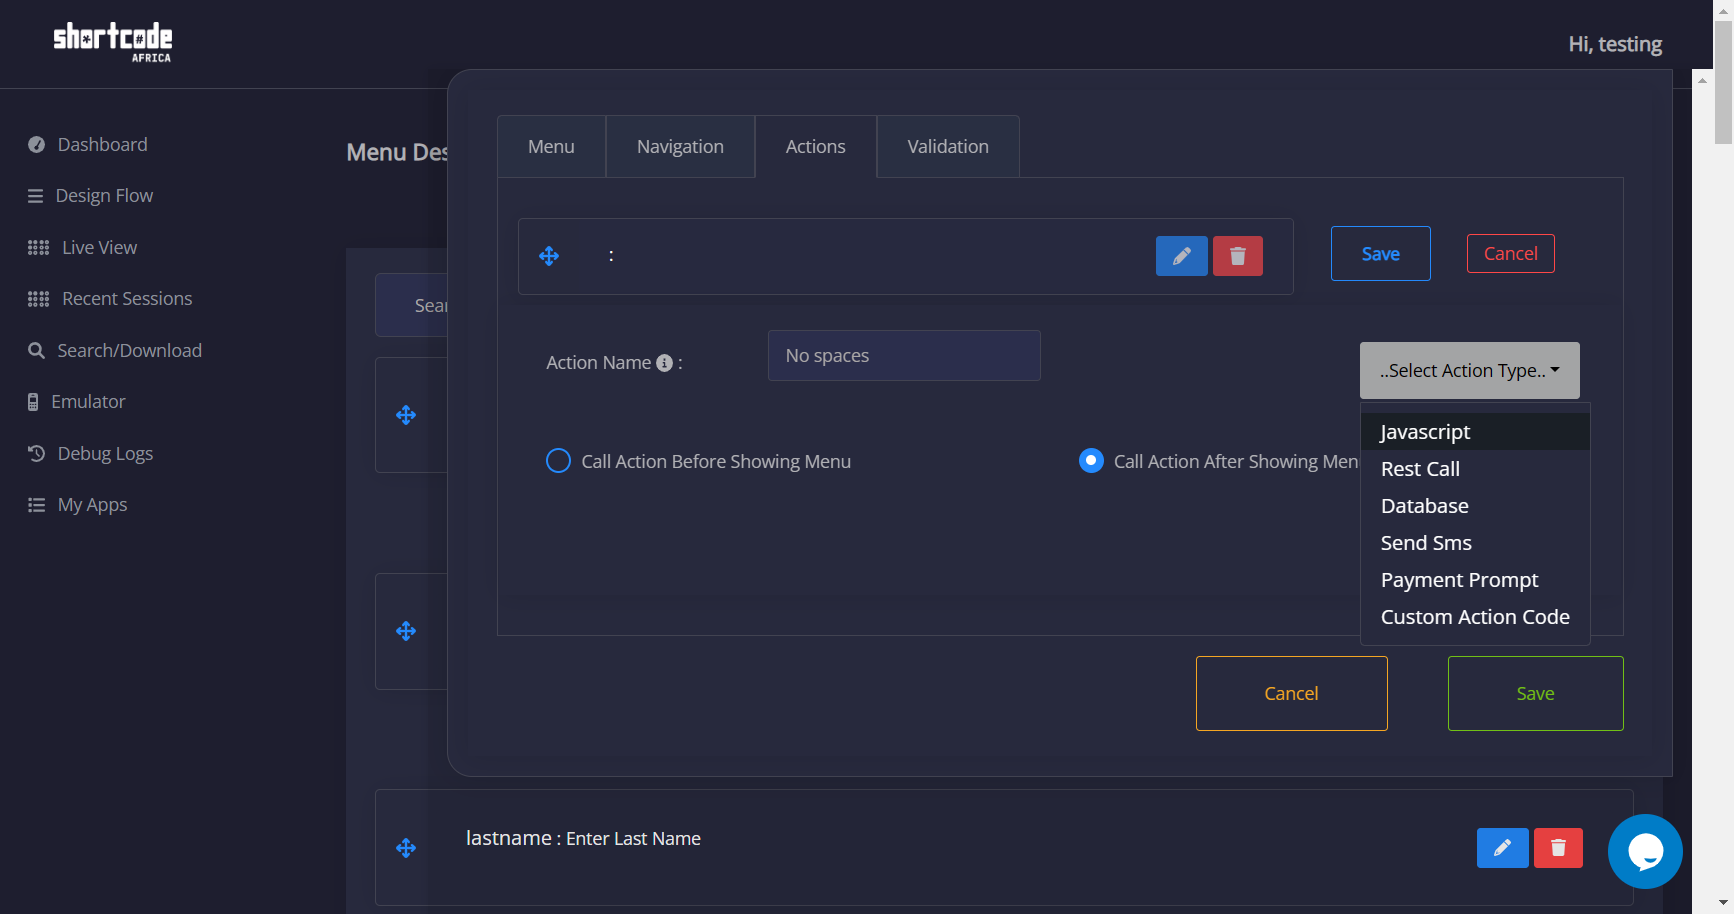 shortcode
AFRICA
Hi, testing
Dashboard
Design Flow
Live View
Recent Sessions
Search/Download
Emulator
Debug Logs
My Apps
Menu Des
Sear
Menu
Navigation
Actions
Validation
:
Save
Cancel
Action Name :
No spaces
..Select Action Type..
Javascript
Rest Call
Database
Send Sms
Payment Prompt
Custom Action Code
Call Action Before Showing Menu
Call Action After Showing Menu
Cancel
Save
lastname : Enter Last Name